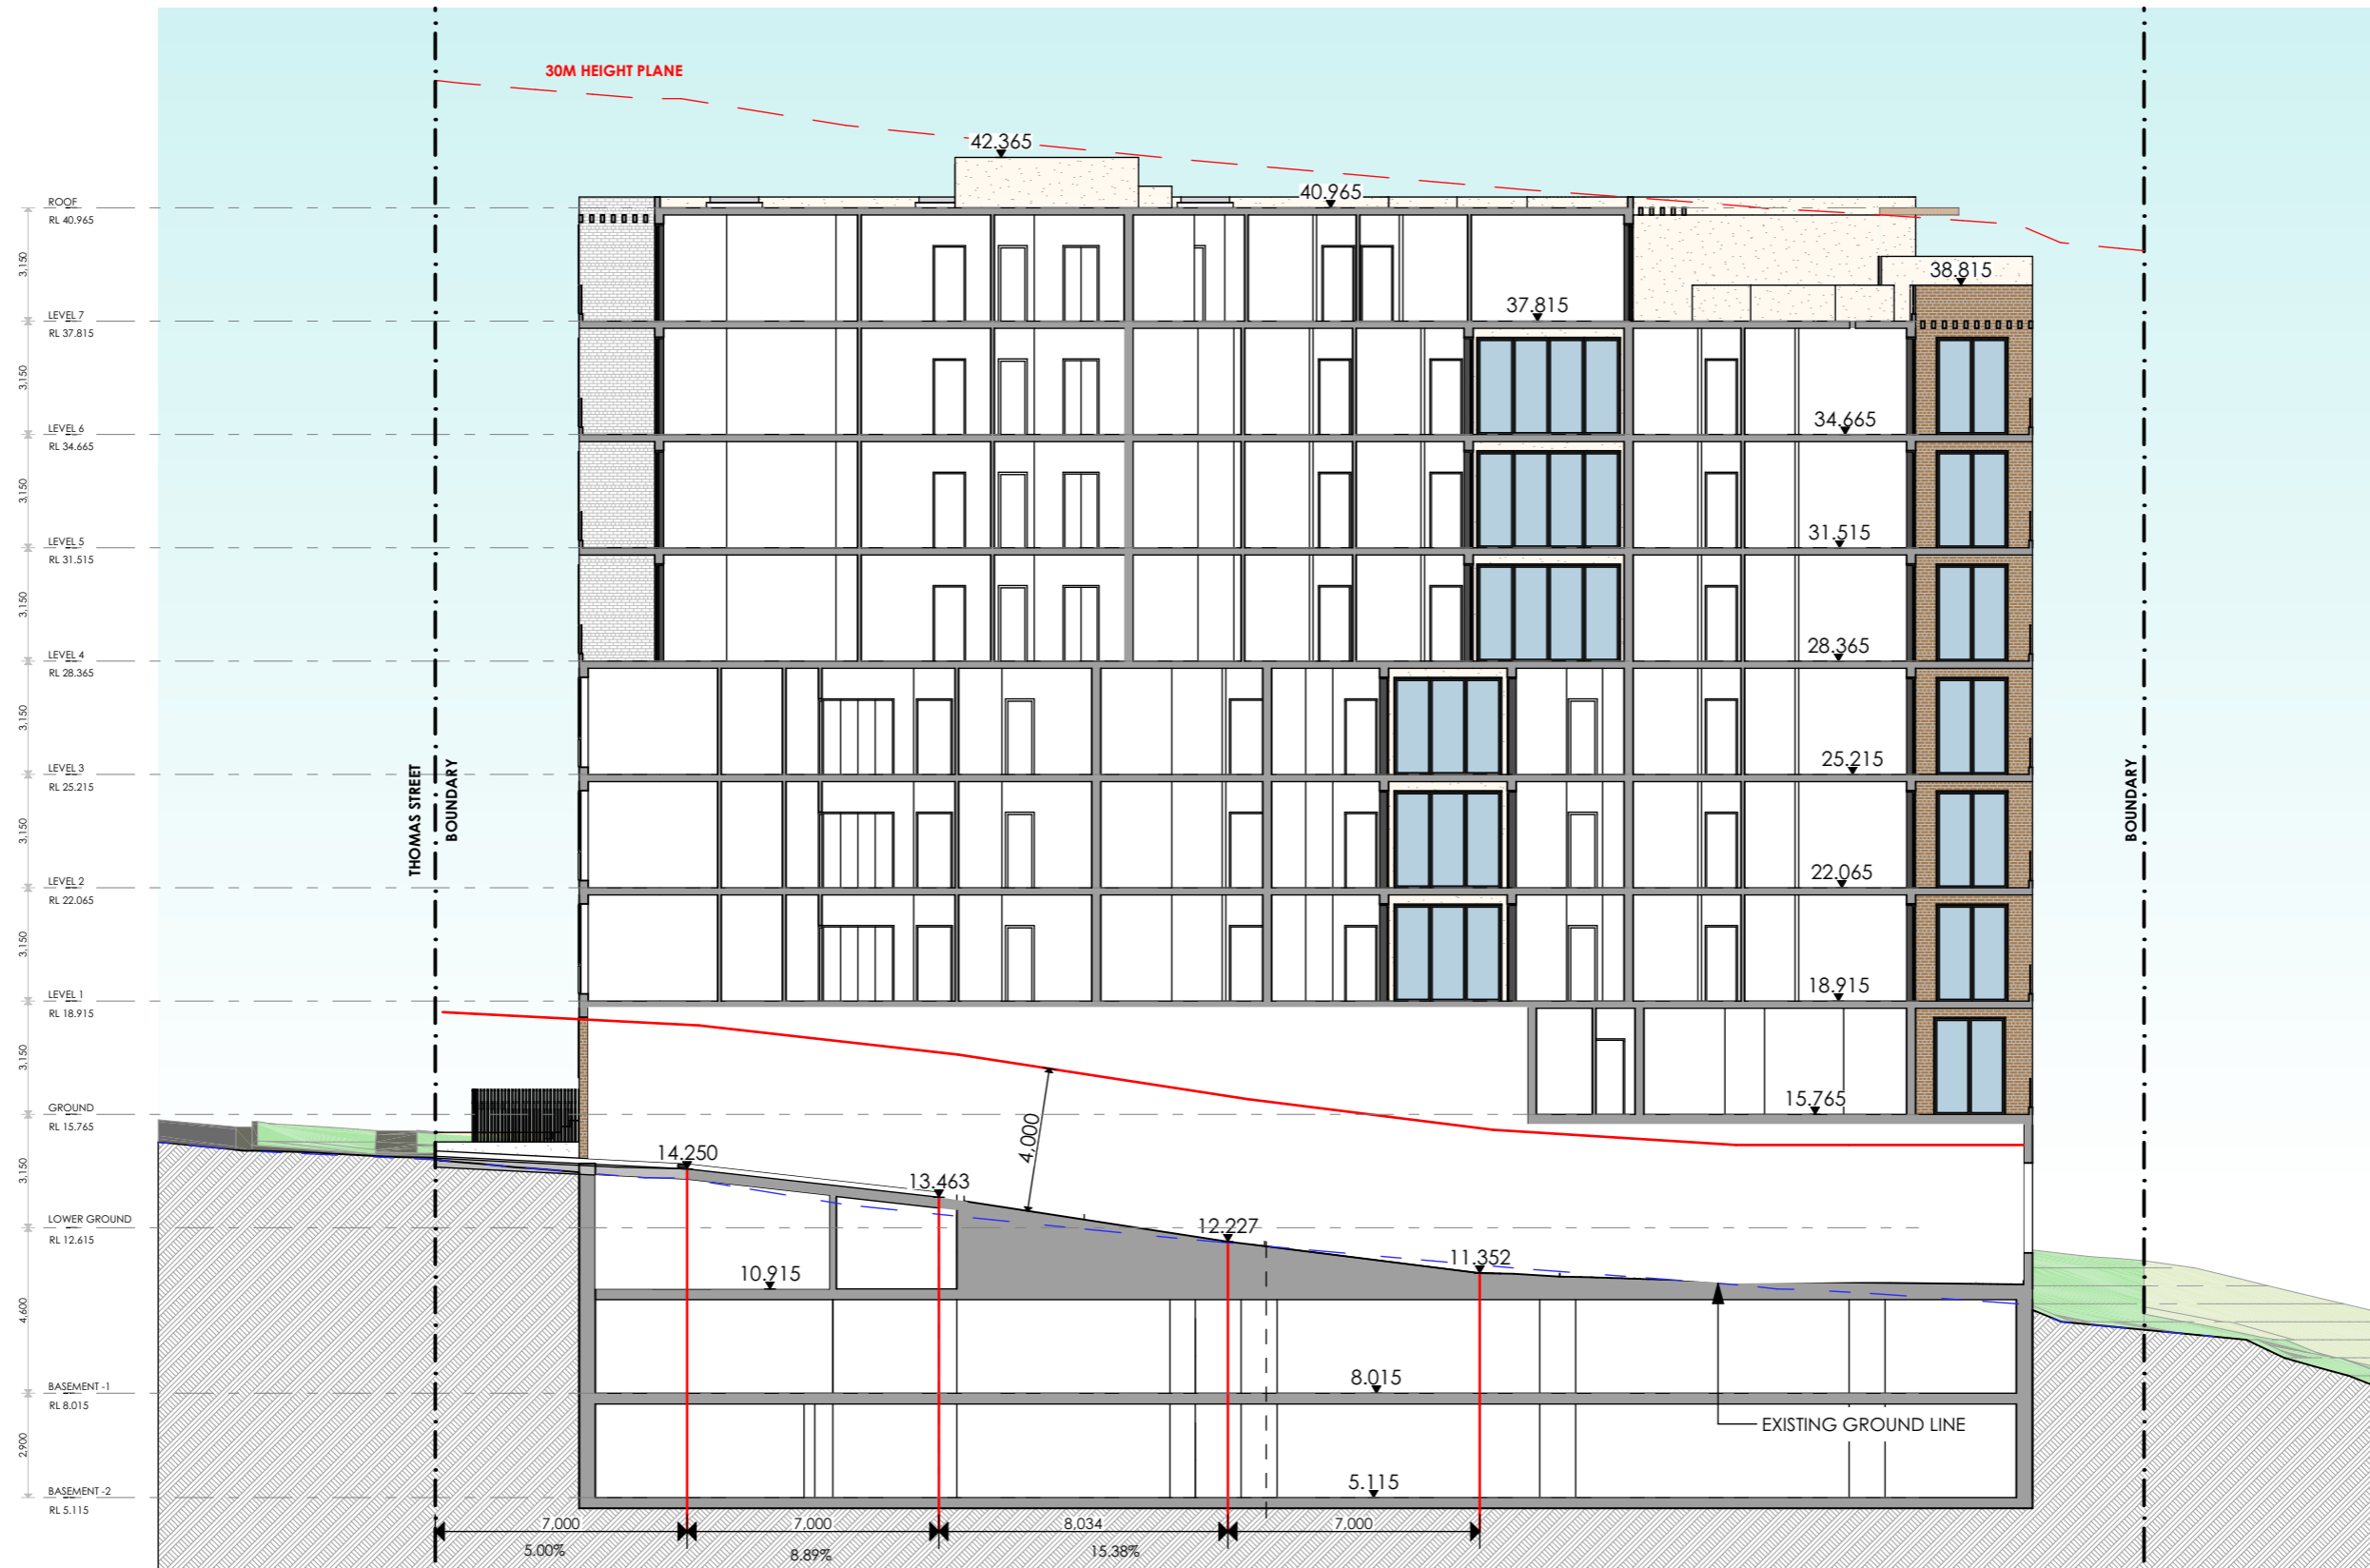 30M HEIGHT PLANE
42.365
40.965
ROOF
RL 40.965
38.815
3,150
37.815
LEVEL 7
RL 37.815
3,150
34.665
LEVEL 6
RL 34.665
3,150
31.515
LEVEL 5
RL 31.515
3,150
28.365
LEVEL 4
RL 28.365
3,150
25.215
LEVEL 3
RL 25.215
THOMAS STREET
BOUNDARY
BOUNDARY
3,150
22.065
LEVEL 2
RL 22.065
3,150
18.915
LEVEL 1
RL 18.915
3,150
15.765
GROUND
RL 15.765
4,000
14.250
3,150
13.463
LOWER GROUND
RL 12.615
12.227
11.352
10.915
4,600
8.015
BASEMENT -1
RL 8.015
EXISTING GROUND LINE
2,900
5.115
BASEMENT -2
RL 5.115
7,000
7,000
8,034
7,000
5.00%
8.89%
15.38%